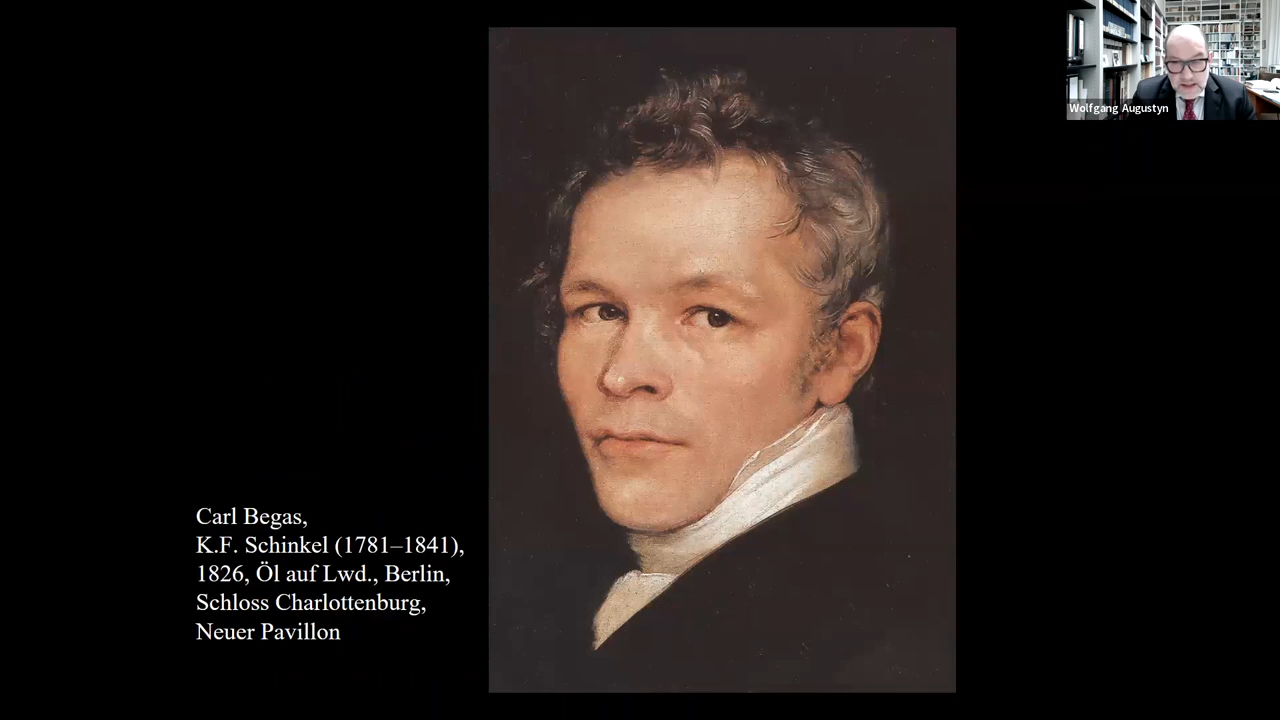 Wolfgang Augustyn
Carl Begas,
K.F. Schinkel (1781–1841),
1826, Öl auf Lwd., Berlin,
Schloss Charlottenburg,
Neuer Pavillon